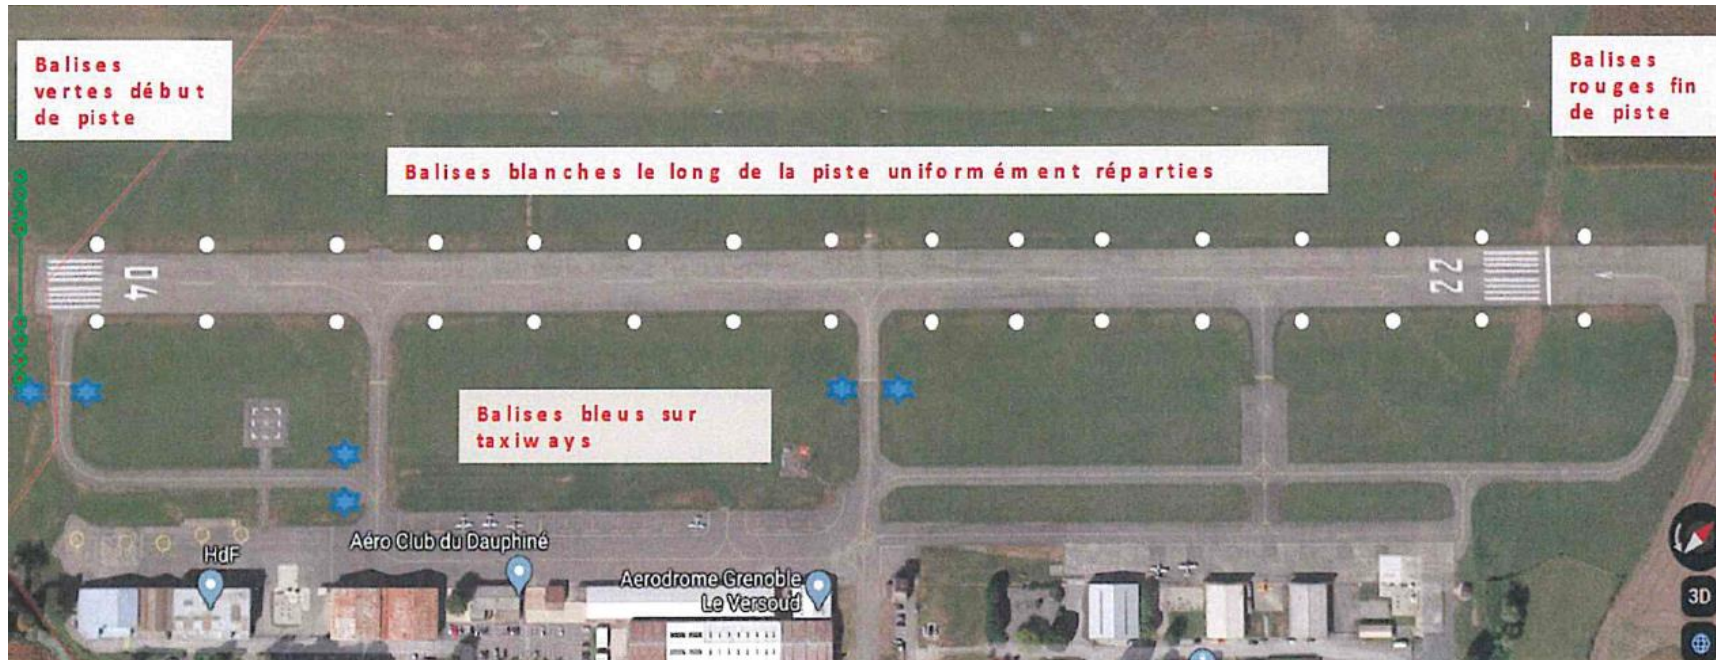 Balises
vertes début
de piste
Balises
rouges fin
de piste
Balises blanches le long de la piste uniformément réparties
04
22
Balises bleus sur
taxiways
HdF
Aéro Club du Dauphiné
Aerodrome Grenoble
Le Versoud
3D